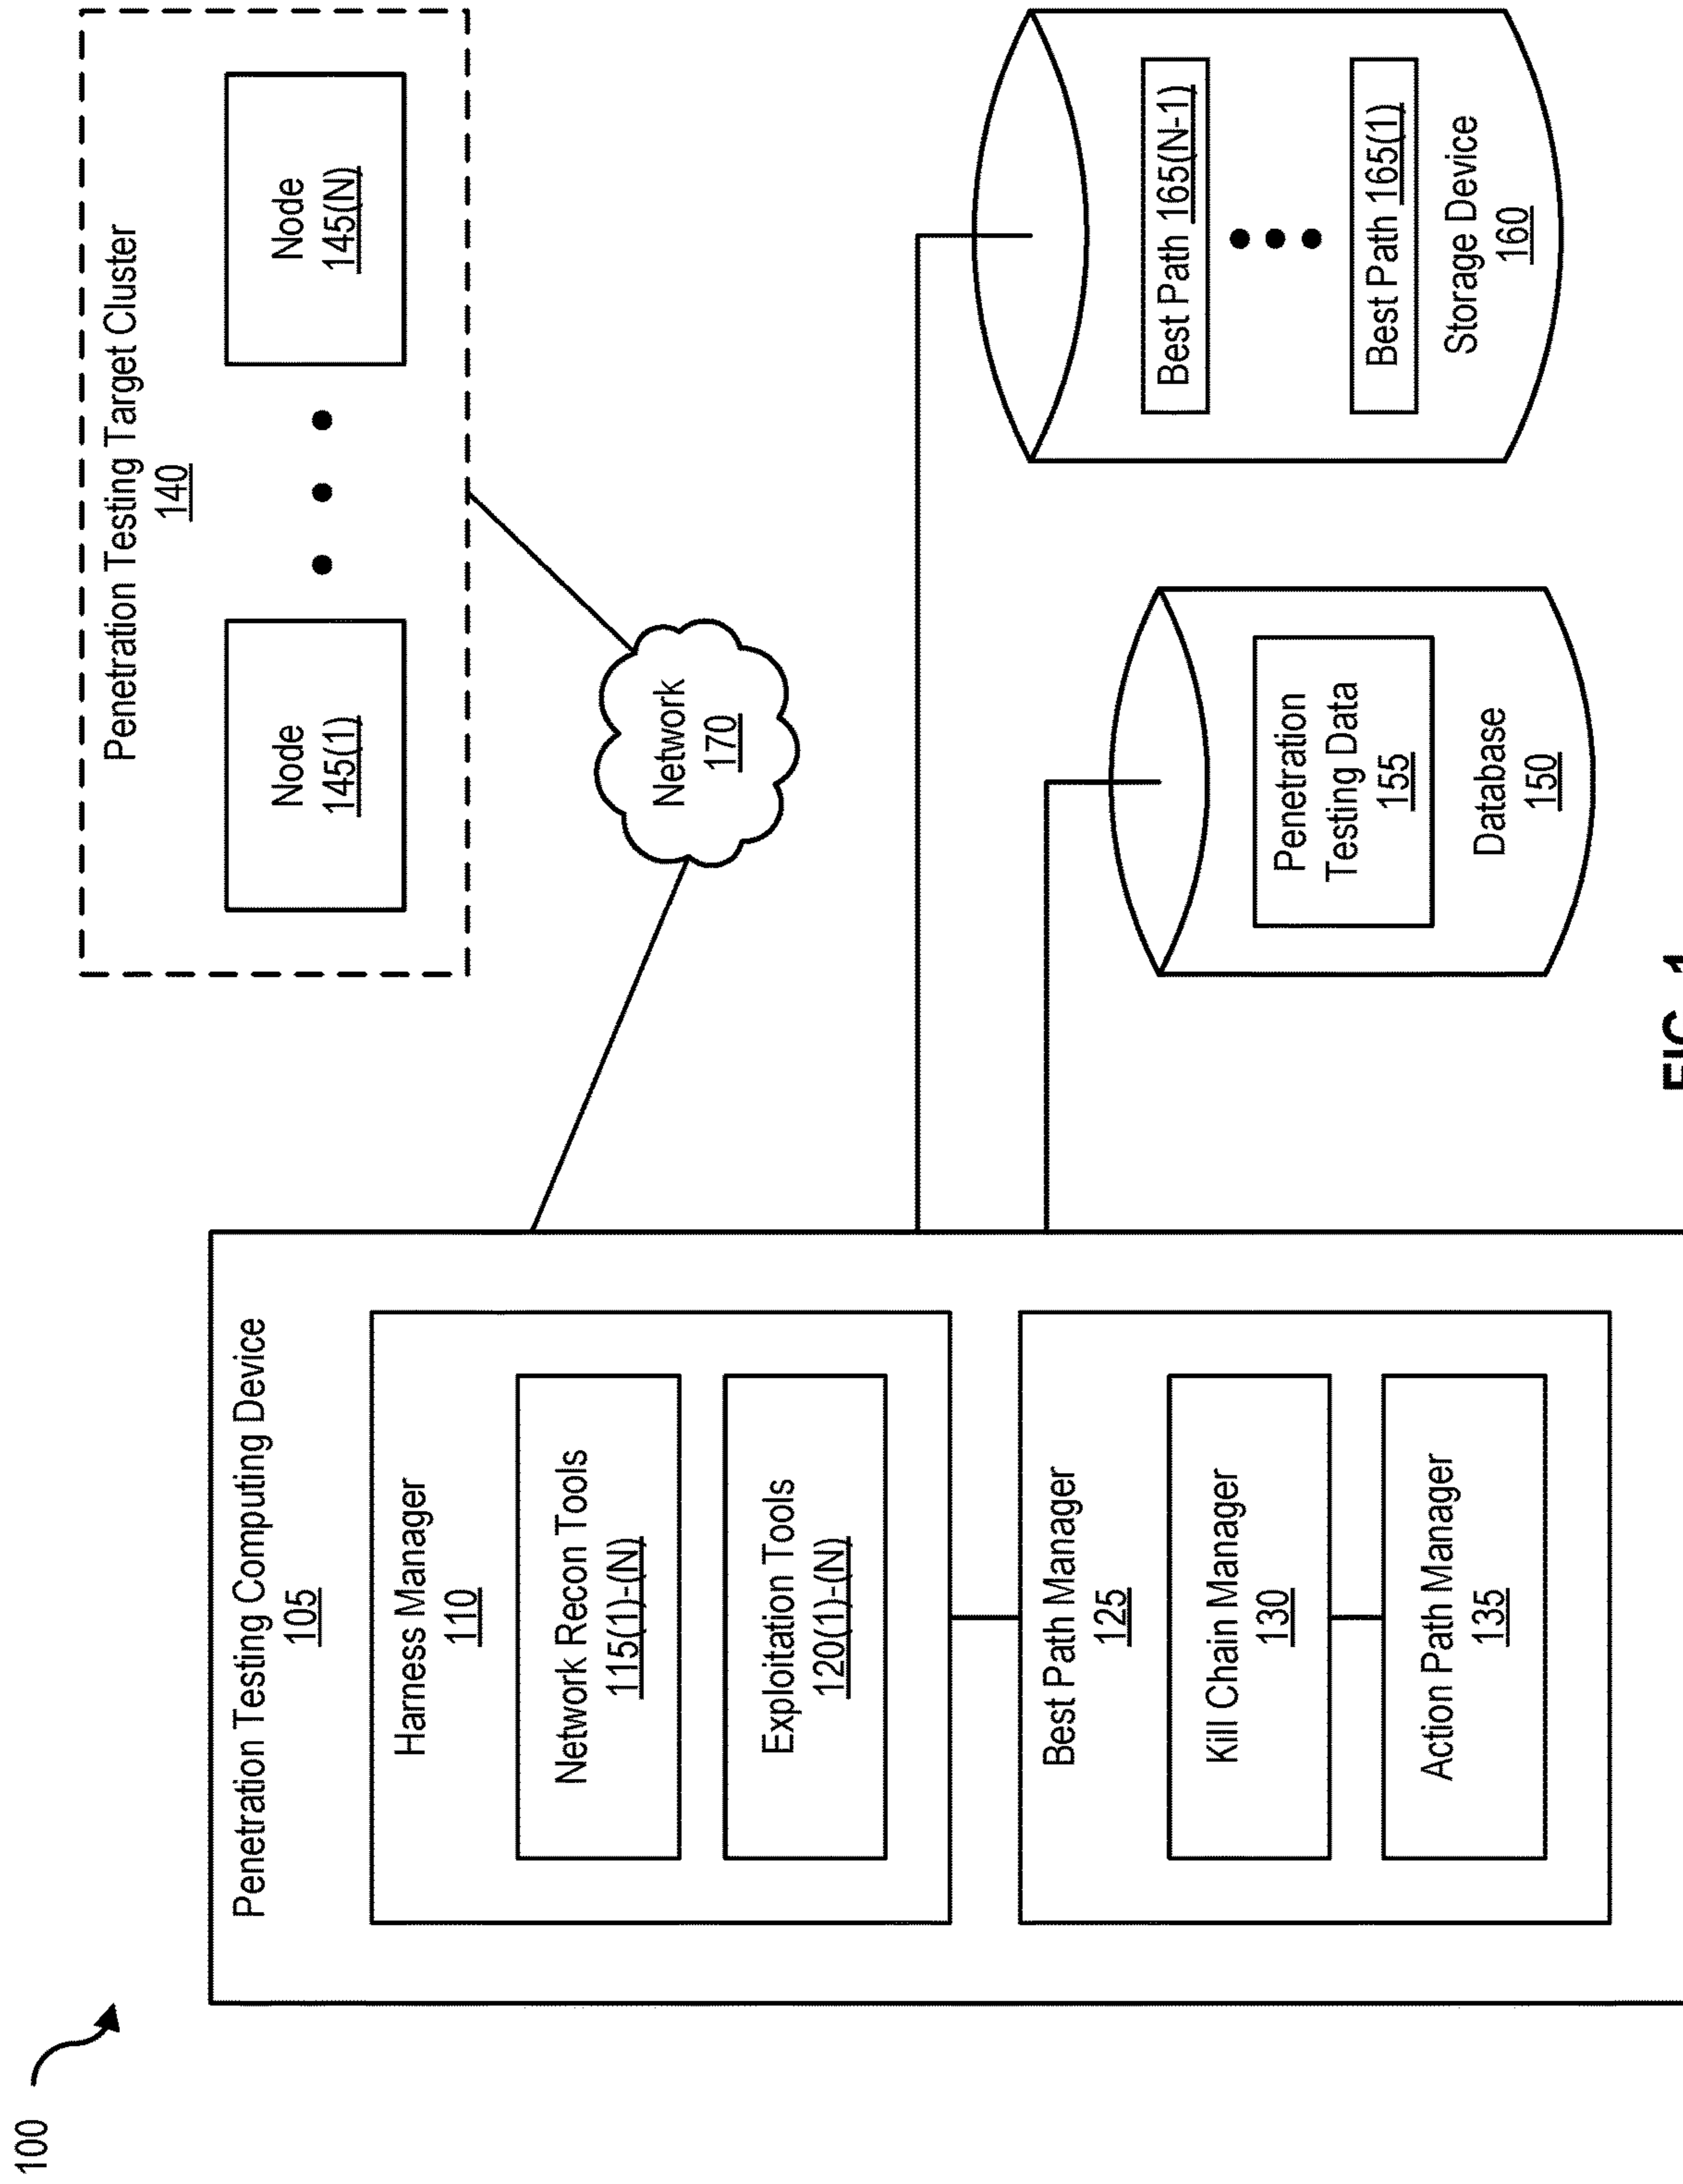 100
Penetration Testing Computing Device
105
Harness Manager
110
Network Recon Tools
115(1)-(N)
Exploitation Tools
120(1)-(N)
Best Path Manager
125
Kill Chain Manager
130
Action Path Manager
135
Penetration Testing Target Cluster
140
Node
145(1)
Node
145(N)
Network
170
Penetration
Testing Data
155
Database
150
Best Path 165(N-1)
Best Path 165(1)
Storage Device
160
FIG. 1